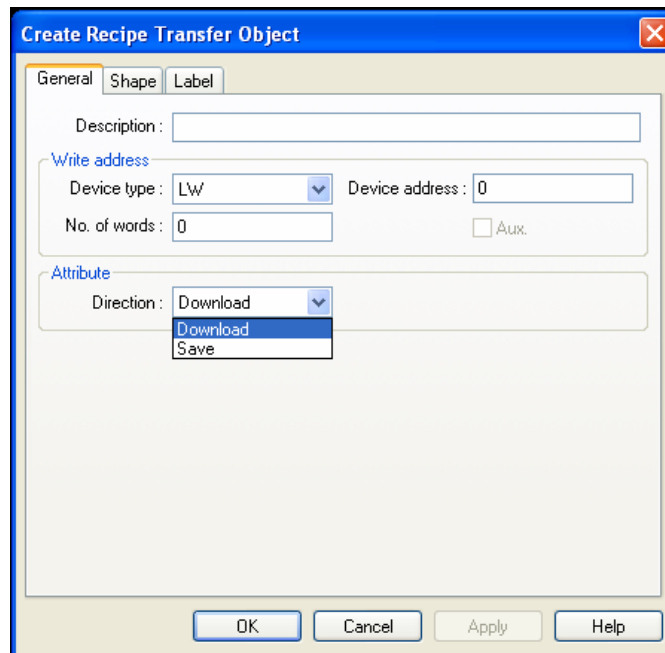 Create Recipe Transfer Object
General Shape Label
Description :
Write address
Device type : LW Device address : 0
No. of words : 0 Aux.
Attribute
Direction : Download
Download
Save
OK Cancel Apply Help